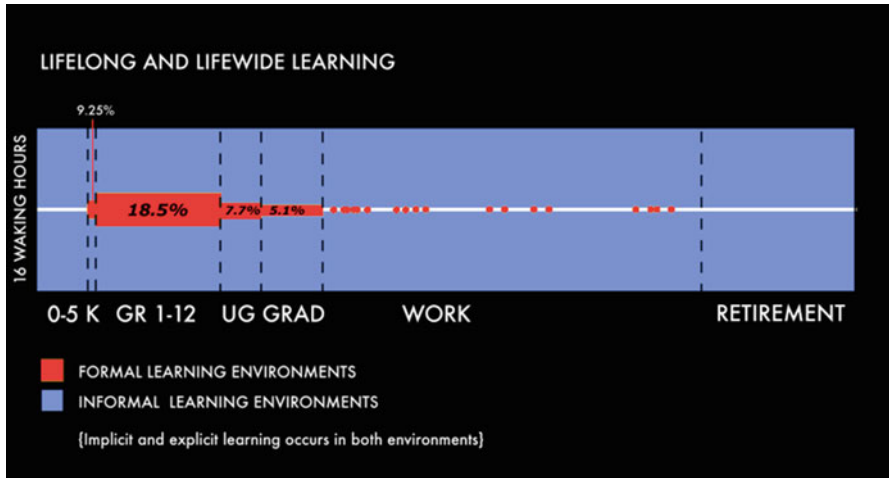 LIFELONG AND LIFEWIDE LEARNING
9.25%
16 WAKING HOURS
18.5%
7.7%
5.1%
0-5 K GR 1-12 UG GRAD WORK RETIREMENT
FORMAL LEARNING ENVIRONMENTS
INFORMAL LEARNING ENVIRONMENTS
{Implicit and explicit learning occurs in both environments}